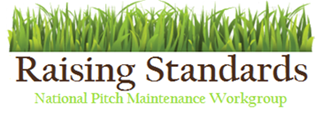 Raising Standards
National Pitch Maintenance Workgroup